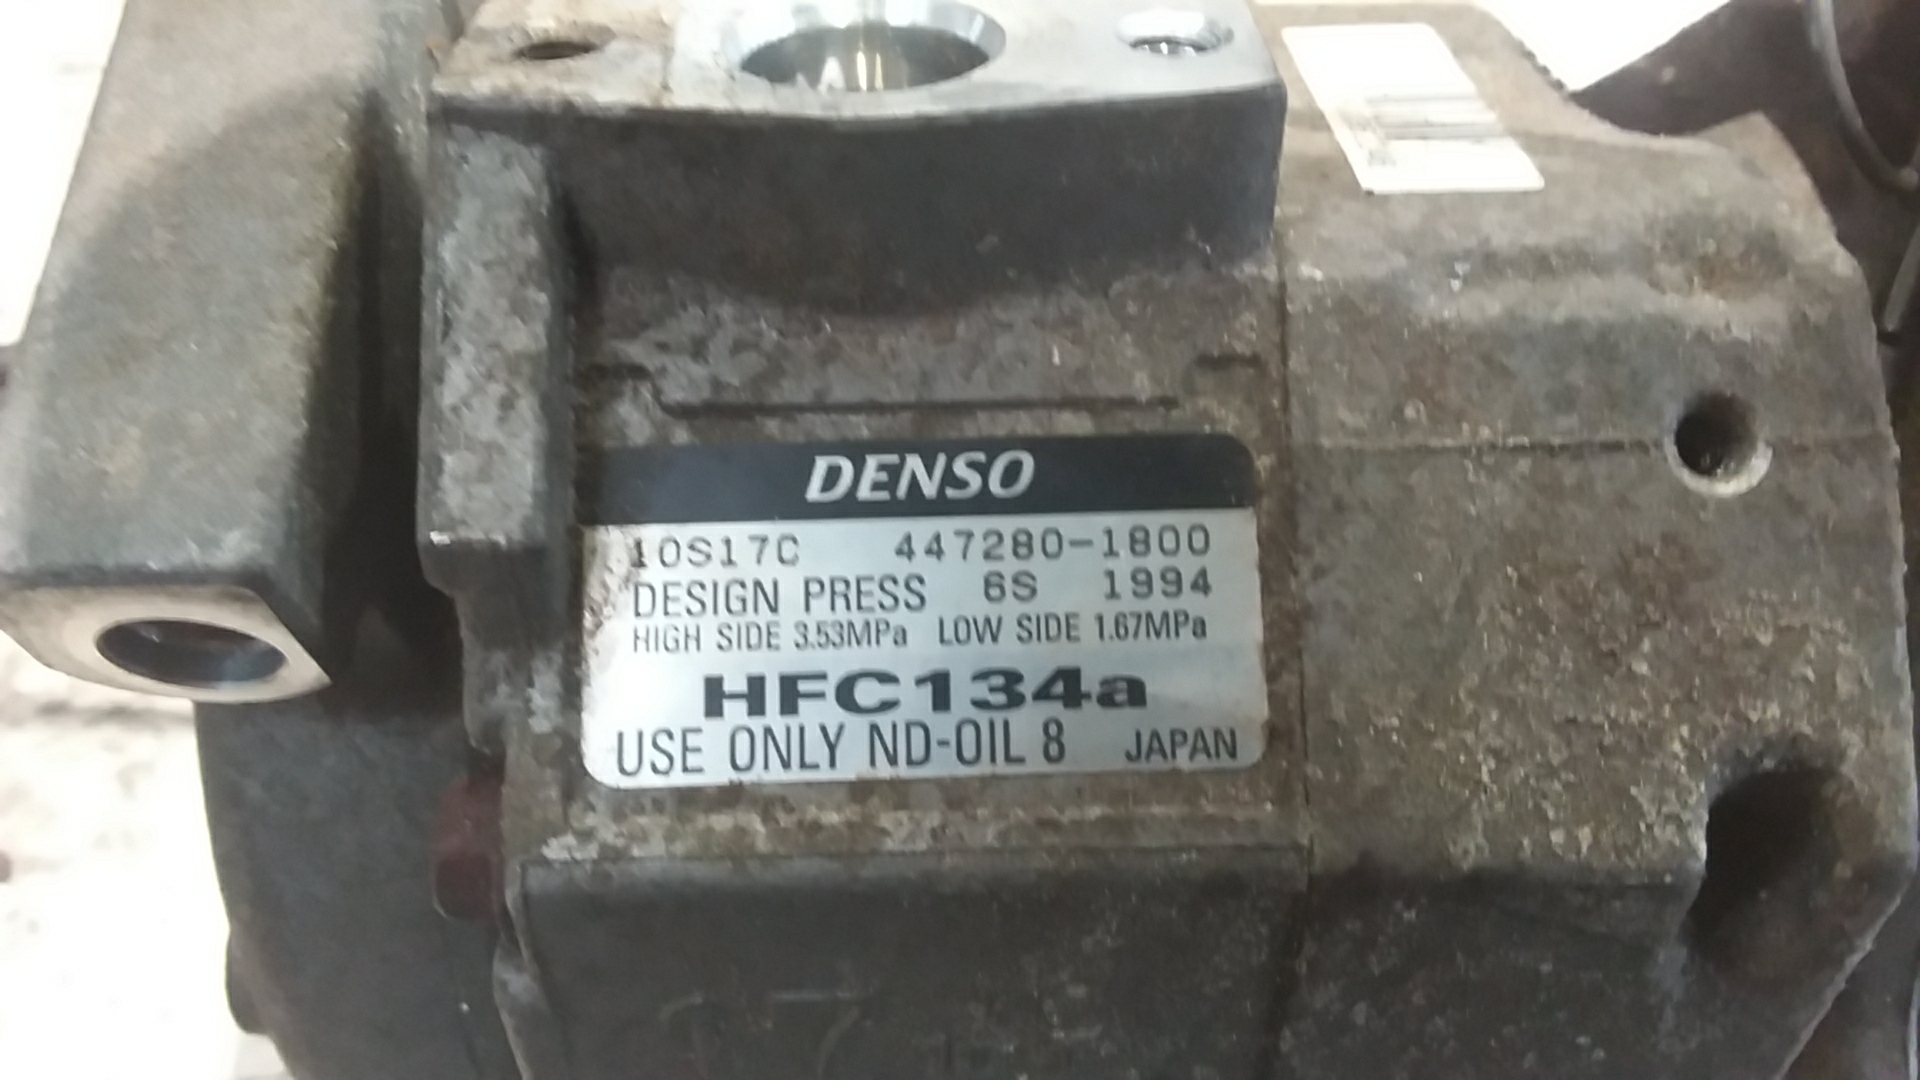 DENSO
10S17C 447280-1800
DESIGN PRESS 6S 1994
HIGH SIDE 3.53MPa LOW SIDE 1.67MPa
HFC134a
USE ONLY ND-OIL 8 JAPAN